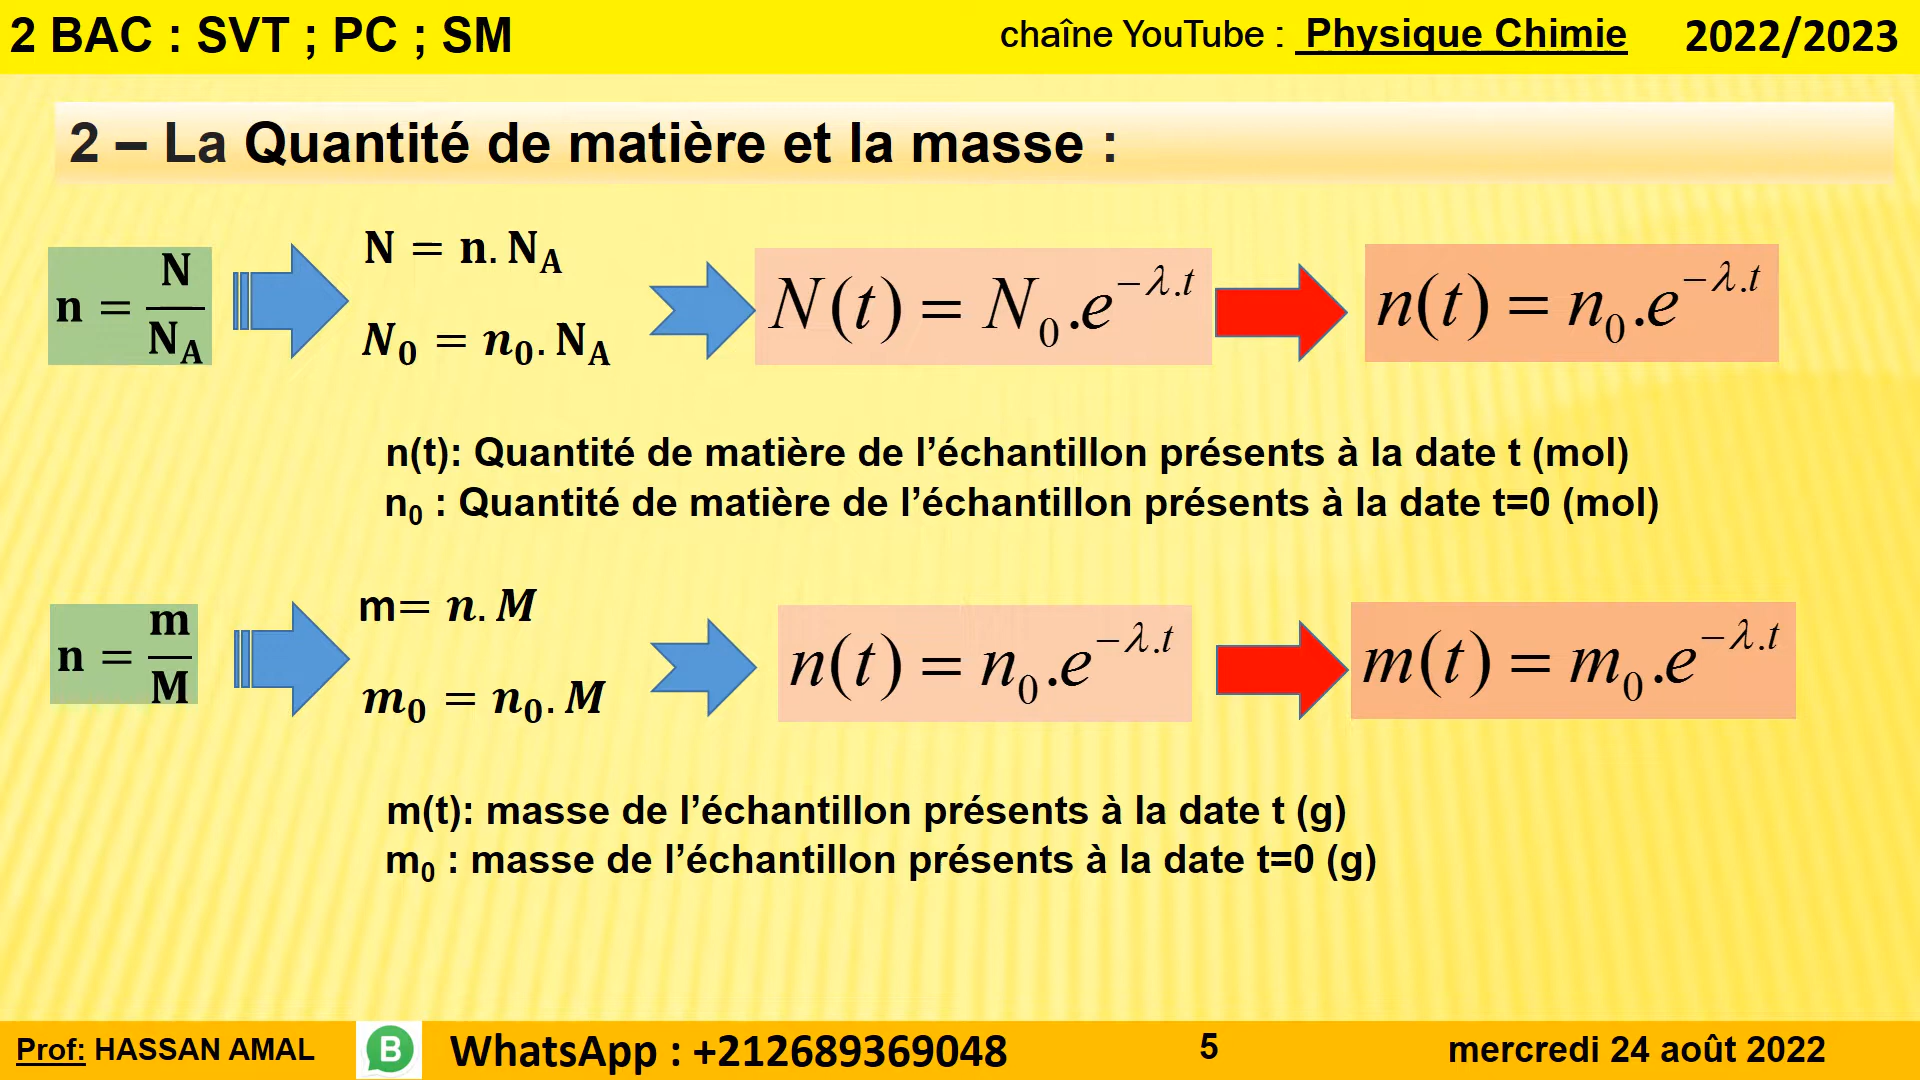 2 BAC : SVT ; PC ; SM
chaîne YouTube : Physique Chimie
2022/2023
2 – La Quantité de matière et la masse :
n = N/N_A
N = n. N_A
N₀ = n₀. N_A
N(t) = N₀.e^(−λ.t)
n(t) = n₀.e^(−λ.t)
n(t): Quantité de matière de l’échantillon présents à la date t (mol)
n₀ : Quantité de matière de l’échantillon présents à la date t=0 (mol)
n = m/M
m= n. M
m₀ = n₀. M
n(t) = n₀.e^(−λ.t)
m(t) = m₀.e^(−λ.t)
m(t): masse de l’échantillon présents à la date t (g)
m₀ : masse de l’échantillon présents à la date t=0 (g)
Prof: HASSAN AMAL
B
WhatsApp : +212689369048
5
mercredi 24 août 2022